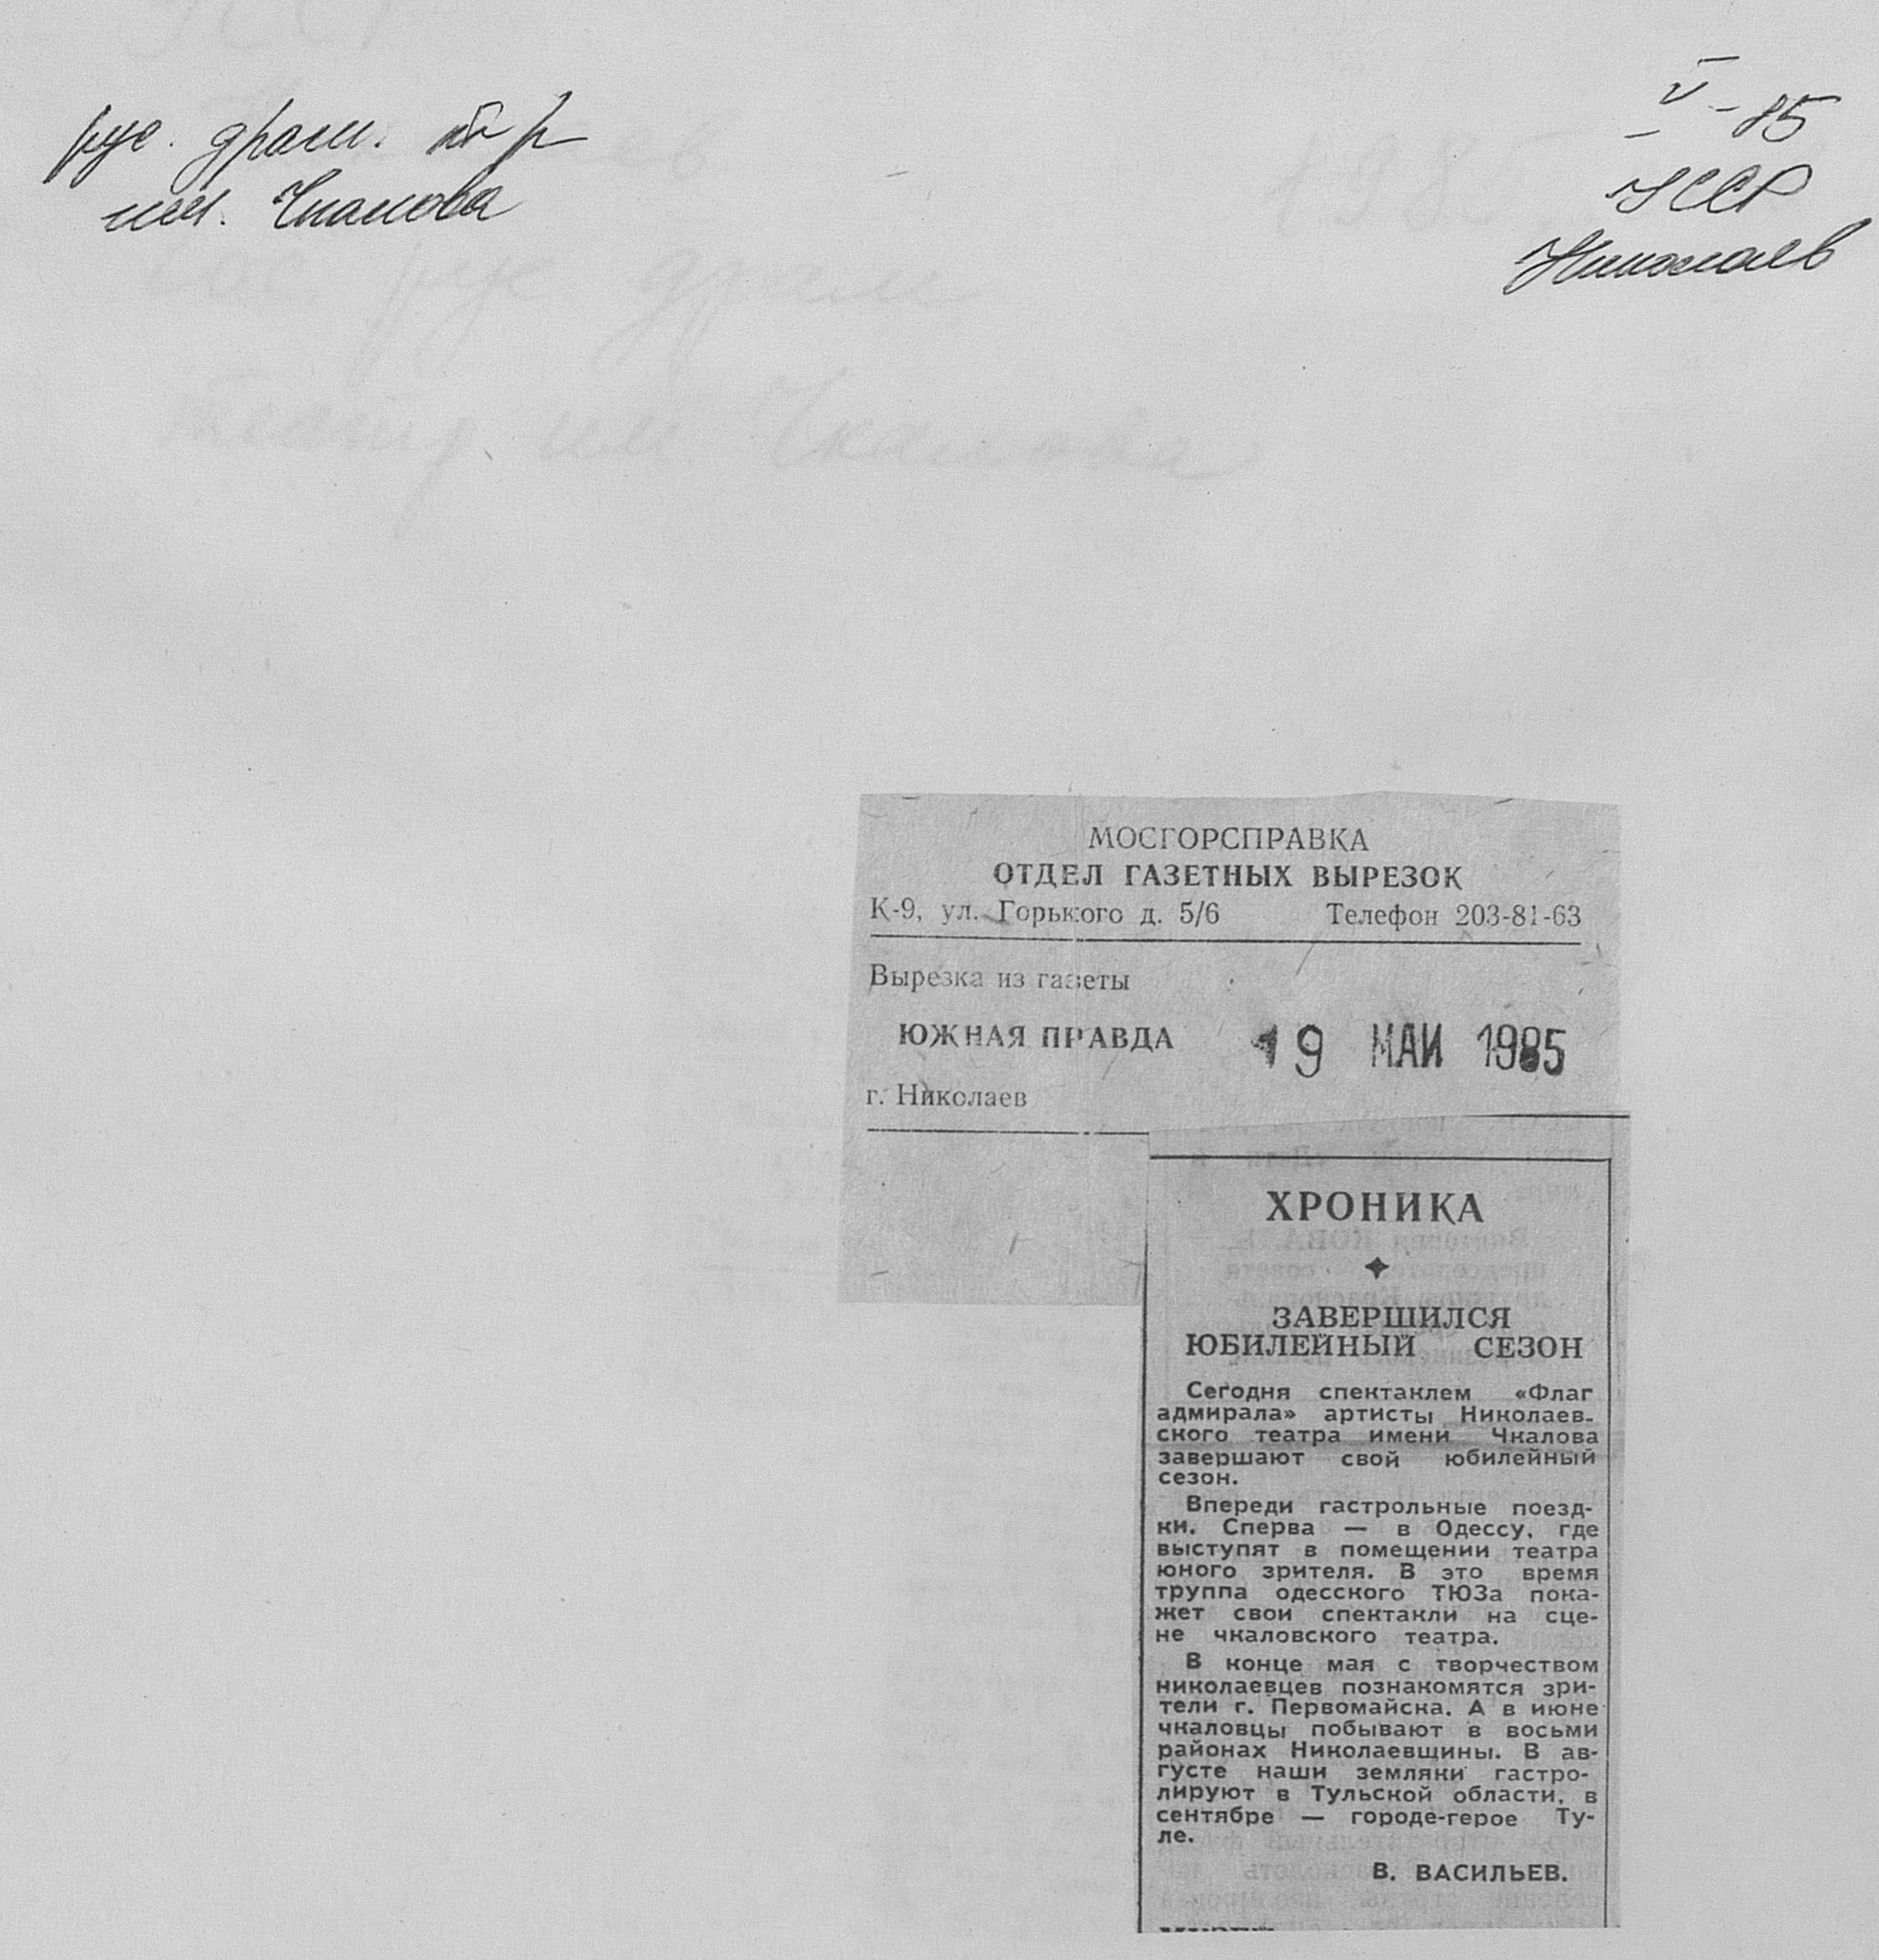 рус. драм. т-р
им. Чкалова
V - 85
УССР
Николаев
МОСГОРСПРАВКА
ОТДЕЛ ГАЗЕТНЫХ ВЫРЕЗОК
К-9, ул. Горького д. 5/6 Телефон 203-81-63
Вырезка из газеты
ЮЖНАЯ ПРАВДА 19 МАЙ 1985
г. Николаев
ХРОНИКА
ЗАВЕРШИЛСЯ
ЮБИЛЕЙНЫЙ СЕЗОН
Сегодня спектаклем «Флаг
адмирала» артисты Николаев-
ского театра имени Чкалова
завершают свой юбилейный
сезон.
Впереди гастрольные поезд-
ки. Сперва — в Одессу, где
выступят в помещении театра
юного зрителя. В это время
труппа одесского ТЮЗа пока-
жет свои спектакли на сце-
не чкаловского театра.
В конце мая с творчеством
николаевцев познакомятся зри-
тели г. Первомайска. А в июне
чкаловцы побывают в восьми
районах Николаевщины. В ав-
густе наши земляки гастро-
лируют в Тульской области, в
сентябре — городе-герое Ту-
ле.
В. ВАСИЛЬЕВ.